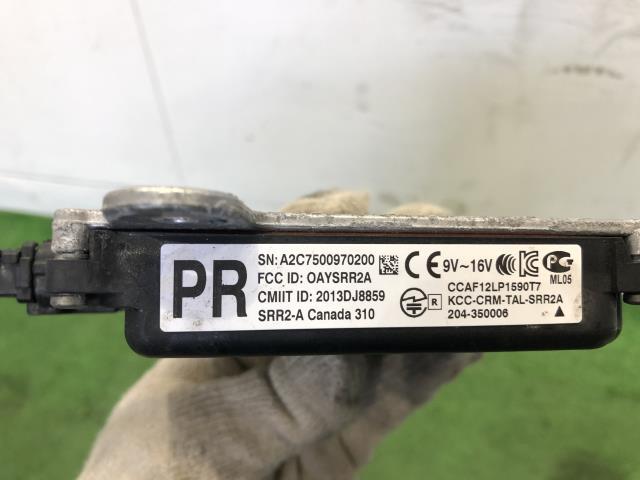 PR
SN: A2C7500970200
FCC ID: OAYSRR2A
CMIIT ID: 2013DJ8859
SRR2-A Canada 310
CE 9V~16V
ML05
CCAF12LP1590T7
R KCC-CRM-TAL-SRR2A
204-350006